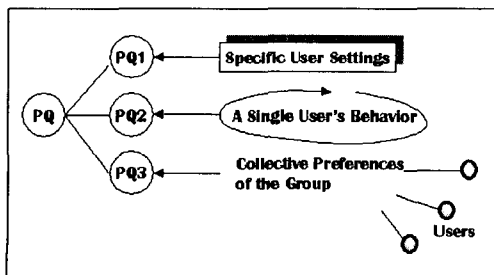 PQ1
Specific User Settings
PQ
PQ2
A Single User's Behavior
PQ3
Collective Preferences
of the Group
Users